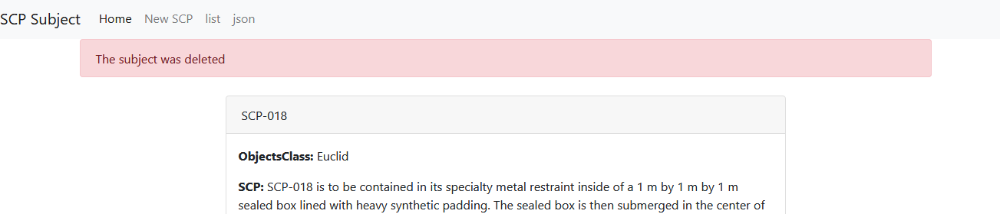 SCP Subject Home New SCP list json
The subject was deleted
SCP-018
ObjectsClass: Euclid
SCP: SCP-018 is to be contained in its specialty metal restraint inside of a 1 m by 1 m by 1 m
sealed box lined with heavy synthetic padding. The sealed box is then submerged in the center of